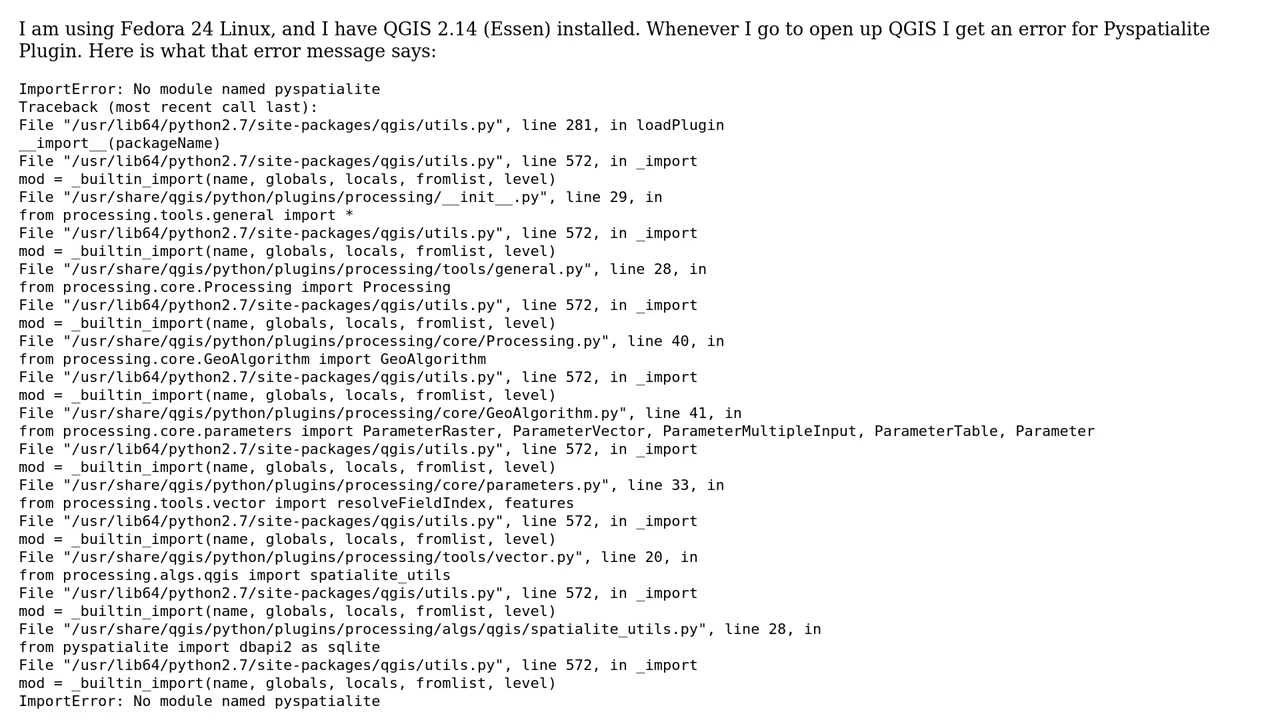 I am using Fedora 24 Linux, and I have QGIS 2.14 (Essen) installed. Whenever I go to open up QGIS I get an error for Pyspatialite
Plugin. Here is what that error message says:
ImportError: No module named pyspatialite
Traceback (most recent call last):
File "/usr/lib64/python2.7/site-packages/qgis/utils.py", line 281, in loadPlugin
__import__(packageName)
File "/usr/lib64/python2.7/site-packages/qgis/utils.py", line 572, in _import
mod = _builtin_import(name, globals, locals, fromlist, level)
File "/usr/share/qgis/python/plugins/processing/__init__.py", line 29, in
from processing.tools.general import *
File "/usr/lib64/python2.7/site-packages/qgis/utils.py", line 572, in _import
mod = _builtin_import(name, globals, locals, fromlist, level)
File "/usr/share/qgis/python/plugins/processing/tools/general.py", line 28, in
from processing.core.Processing import Processing
File "/usr/lib64/python2.7/site-packages/qgis/utils.py", line 572, in _import
mod = _builtin_import(name, globals, locals, fromlist, level)
File "/usr/share/qgis/python/plugins/processing/core/Processing.py", line 40, in
from processing.core.GeoAlgorithm import GeoAlgorithm
File "/usr/lib64/python2.7/site-packages/qgis/utils.py", line 572, in _import
mod = _builtin_import(name, globals, locals, fromlist, level)
File "/usr/share/qgis/python/plugins/processing/core/GeoAlgorithm.py", line 41, in
from processing.core.parameters import ParameterRaster, ParameterVector, ParameterMultipleInput, ParameterTable, Parameter
File "/usr/lib64/python2.7/site-packages/qgis/utils.py", line 572, in _import
mod = _builtin_import(name, globals, locals, fromlist, level)
File "/usr/share/qgis/python/plugins/processing/core/parameters.py", line 33, in
from processing.tools.vector import resolveFieldIndex, features
File "/usr/lib64/python2.7/site-packages/qgis/utils.py", line 572, in _import
mod = _builtin_import(name, globals, locals, fromlist, level)
File "/usr/share/qgis/python/plugins/processing/tools/vector.py", line 20, in
from processing.algs.qgis import spatialite_utils
File "/usr/lib64/python2.7/site-packages/qgis/utils.py", line 572, in _import
mod = _builtin_import(name, globals, locals, fromlist, level)
File "/usr/share/qgis/python/plugins/processing/algs/qgis/spatialite_utils.py", line 28, in
from pyspatialite import dbapi2 as sqlite
File "/usr/lib64/python2.7/site-packages/qgis/utils.py", line 572, in _import
mod = _builtin_import(name, globals, locals, fromlist, level)
ImportError: No module named pyspatialite